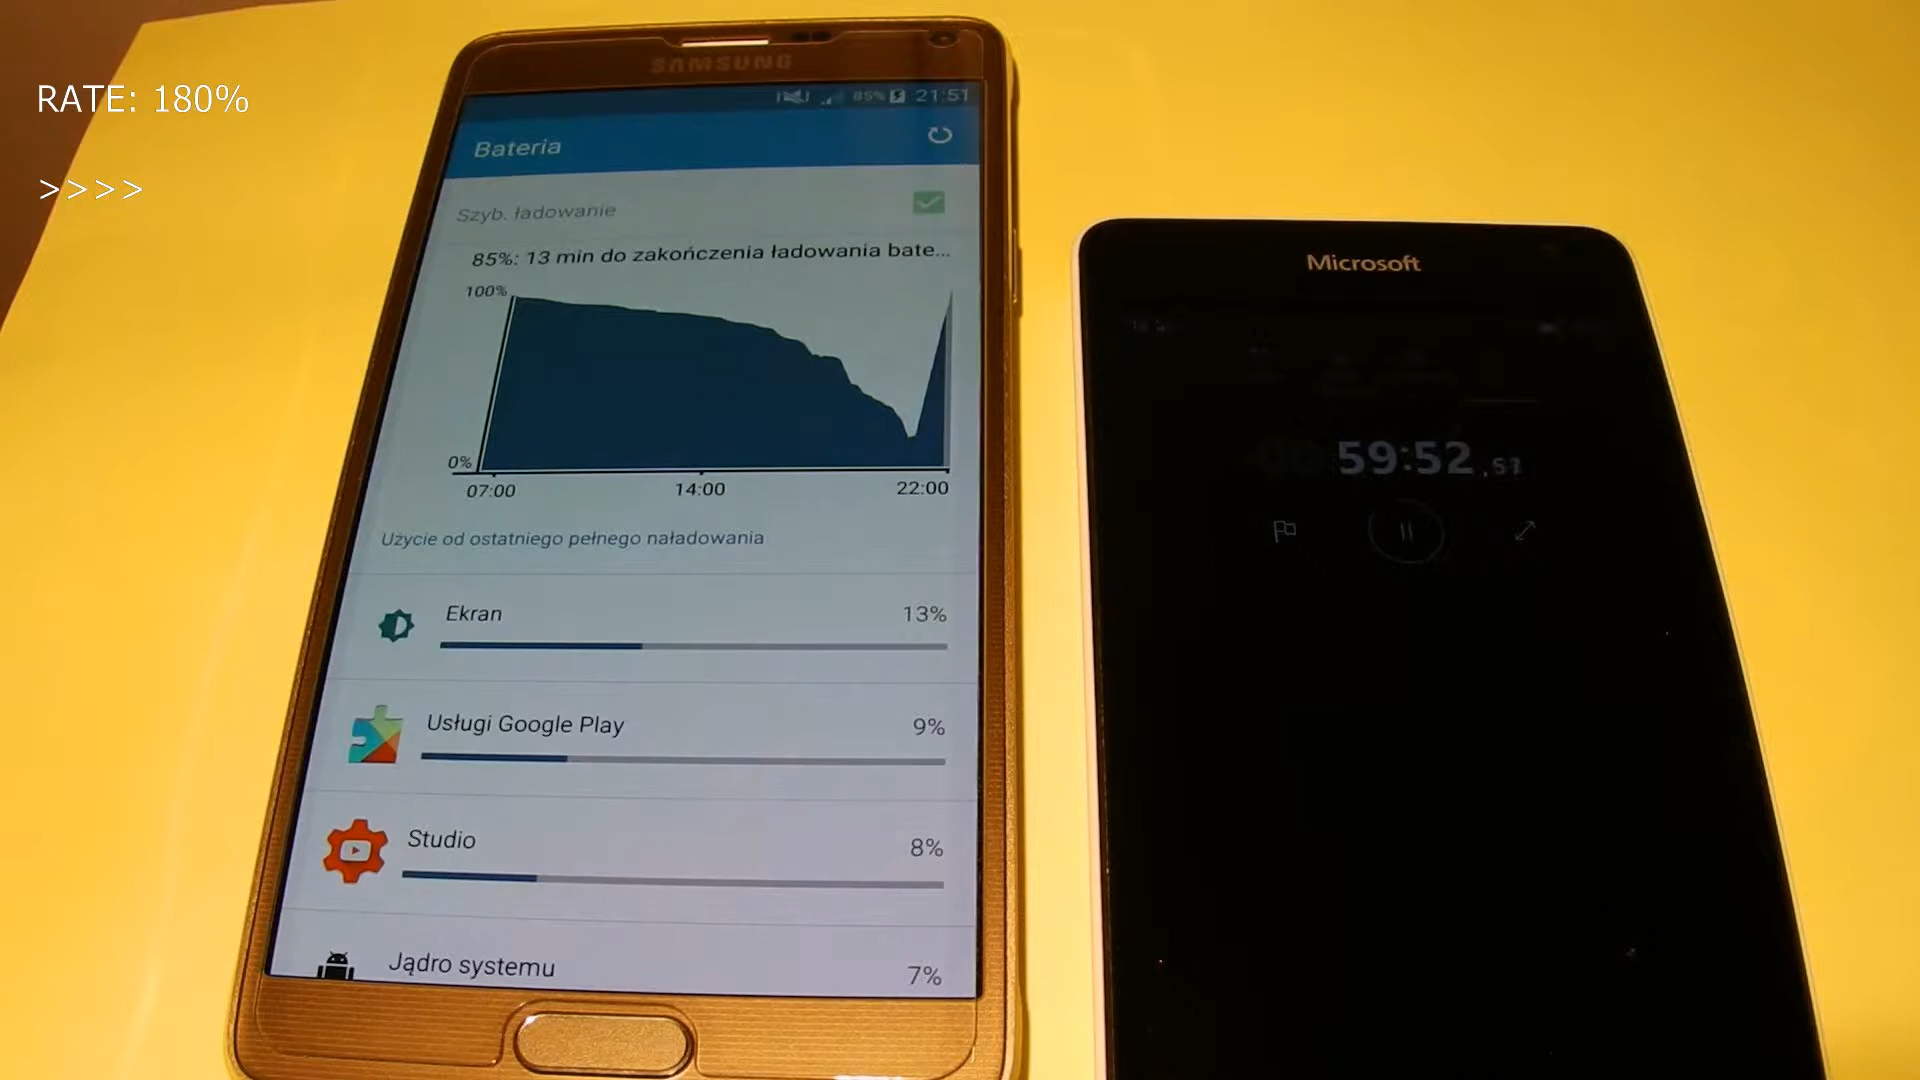 RATE: 180%
>>>>
SAMSUNG
85% 21:51
Bateria
Szyb. ładowanie
85%: 13 min do zakończenia ładowania bate...
100%
0%
07:00 14:00 22:00
Użycie od ostatniego pełnego naładowania
Ekran 13%
Usługi Google Play 9%
Studio 8%
Jądro systemu 7%
Microsoft
59:52